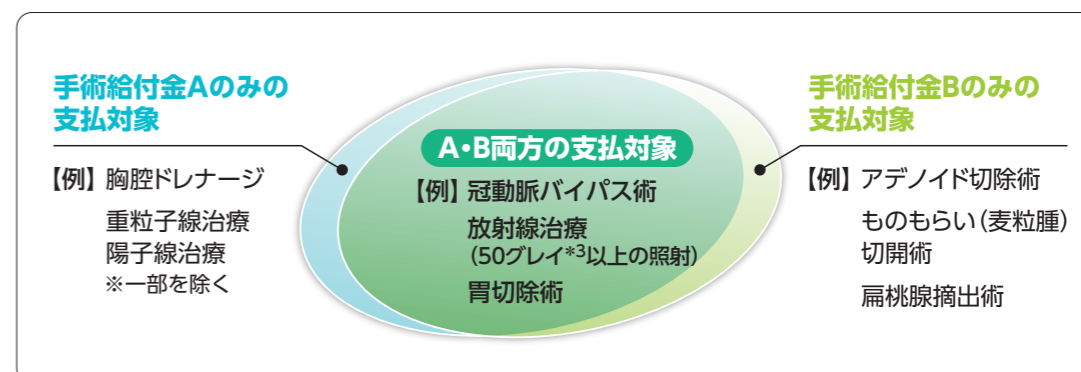 手術給付金Aのみの
支払対象
【例】胸腔ドレナージ
重粒子線治療
陽子線治療
※一部を除く
A・B両方の支払対象
【例】冠動脈バイパス術
放射線治療
(50グレイ*3以上の照射)
胃切除術
手術給付金Bのみの
支払対象
【例】アデノイド切除術
ものもらい(麦粒腫)
切開術
扁桃腺摘出術